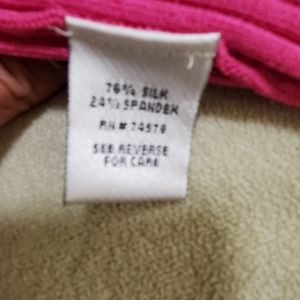 76% SILK
24% SPANDEX
RN# 74579
SEE REVERSE
FOR CARE